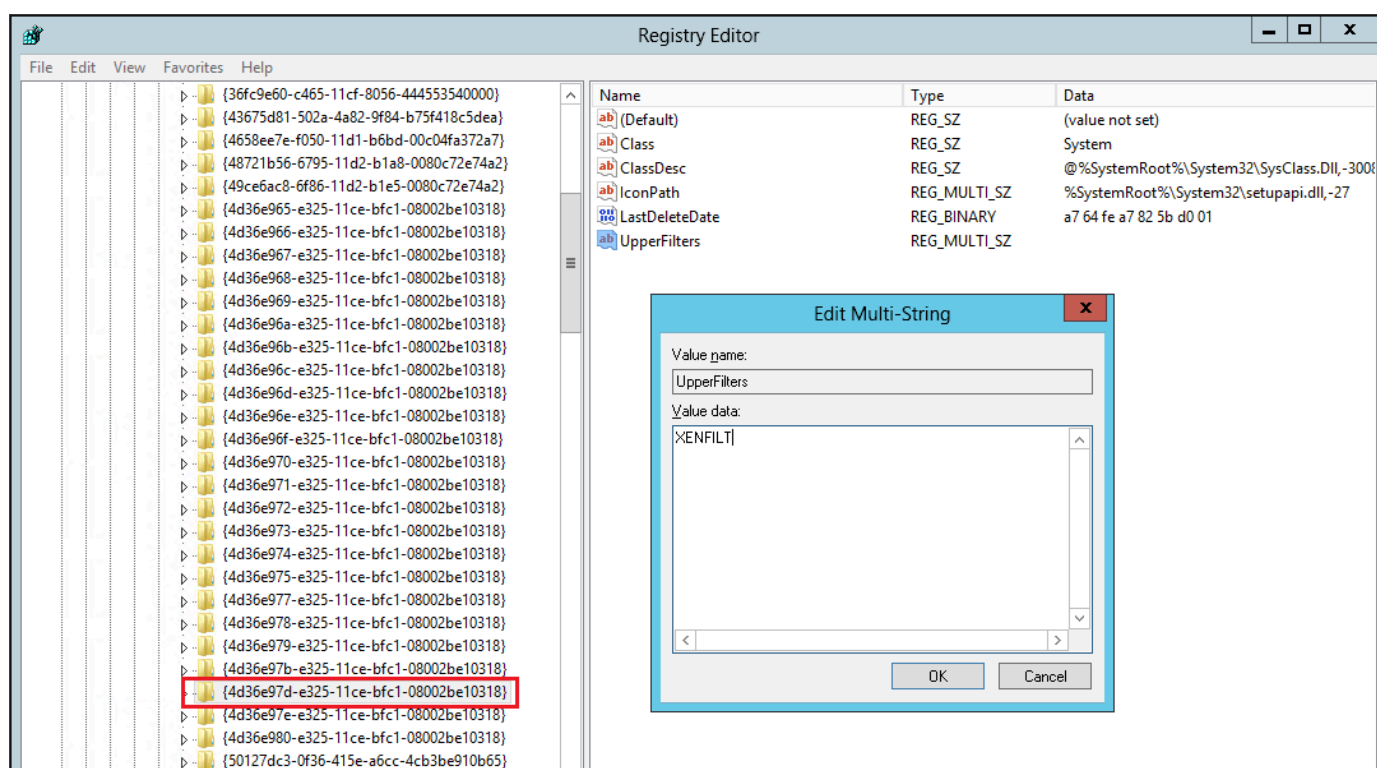 Registry Editor
File Edit View Favorites Help
{36fc9e60-c465-11cf-8056-444553540000}
{43675d81-502a-4a82-9f84-b75f418c5dea}
{4658ee7e-f050-11d1-b6bd-00c04fa372a7}
{48721b56-6795-11d2-b1a8-0080c72e74a2}
{49ce6ac8-6f86-11d2-b1e5-0080c72e74a2}
{4d36e965-e325-11ce-bfc1-08002be10318}
{4d36e966-e325-11ce-bfc1-08002be10318}
{4d36e967-e325-11ce-bfc1-08002be10318}
{4d36e968-e325-11ce-bfc1-08002be10318}
{4d36e969-e325-11ce-bfc1-08002be10318}
{4d36e96a-e325-11ce-bfc1-08002be10318}
{4d36e96b-e325-11ce-bfc1-08002be10318}
{4d36e96c-e325-11ce-bfc1-08002be10318}
{4d36e96d-e325-11ce-bfc1-08002be10318}
{4d36e96e-e325-11ce-bfc1-08002be10318}
{4d36e96f-e325-11ce-bfc1-08002be10318}
{4d36e970-e325-11ce-bfc1-08002be10318}
{4d36e971-e325-11ce-bfc1-08002be10318}
{4d36e972-e325-11ce-bfc1-08002be10318}
{4d36e973-e325-11ce-bfc1-08002be10318}
{4d36e974-e325-11ce-bfc1-08002be10318}
{4d36e975-e325-11ce-bfc1-08002be10318}
{4d36e977-e325-11ce-bfc1-08002be10318}
{4d36e978-e325-11ce-bfc1-08002be10318}
{4d36e979-e325-11ce-bfc1-08002be10318}
{4d36e97b-e325-11ce-bfc1-08002be10318}
{4d36e97d-e325-11ce-bfc1-08002be10318}
{4d36e97e-e325-11ce-bfc1-08002be10318}
{4d36e980-e325-11ce-bfc1-08002be10318}
{50127dc3-0f36-415e-a6cc-4cb3be910b65}
Name Type Data
(Default) REG_SZ (value not set)
Class REG_SZ System
ClassDesc REG_SZ @%SystemRoot%\System32\SysClass.Dll,-3008
IconPath REG_MULTI_SZ %SystemRoot%\System32\setupapi.dll,-27
LastDeleteDate REG_BINARY a7 64 fe a7 82 5b d0 01
UpperFilters REG_MULTI_SZ
Edit Multi-String
Value name:
UpperFilters
Value data:
XENFILT
OK Cancel